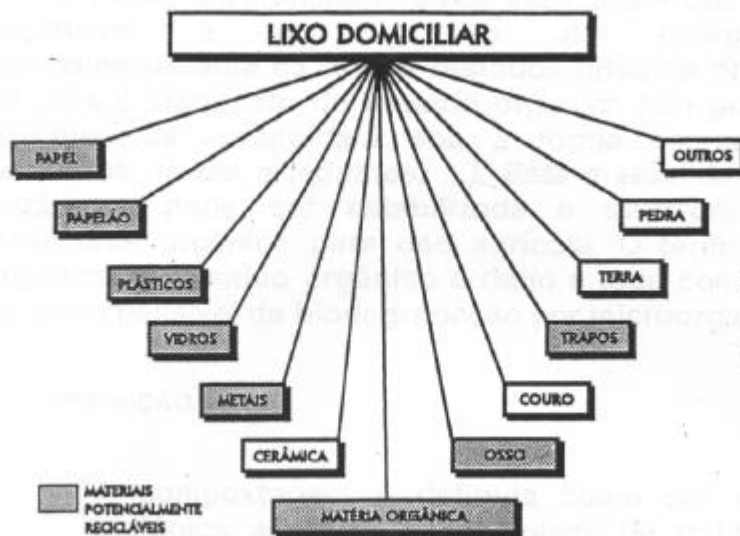 LIXO DOMICILIAR
PAPEL
OUTROS
PAPELÃO
PEDRA
PLÁSTICOS
TERRA
VIDROS
TRAPOS
METAIS
COURO
CERÂMICA
OSSO
MATÉRIA ORGÂNICA
MATERIAIS
POTENCIALMENTE
RECICLÁVEIS